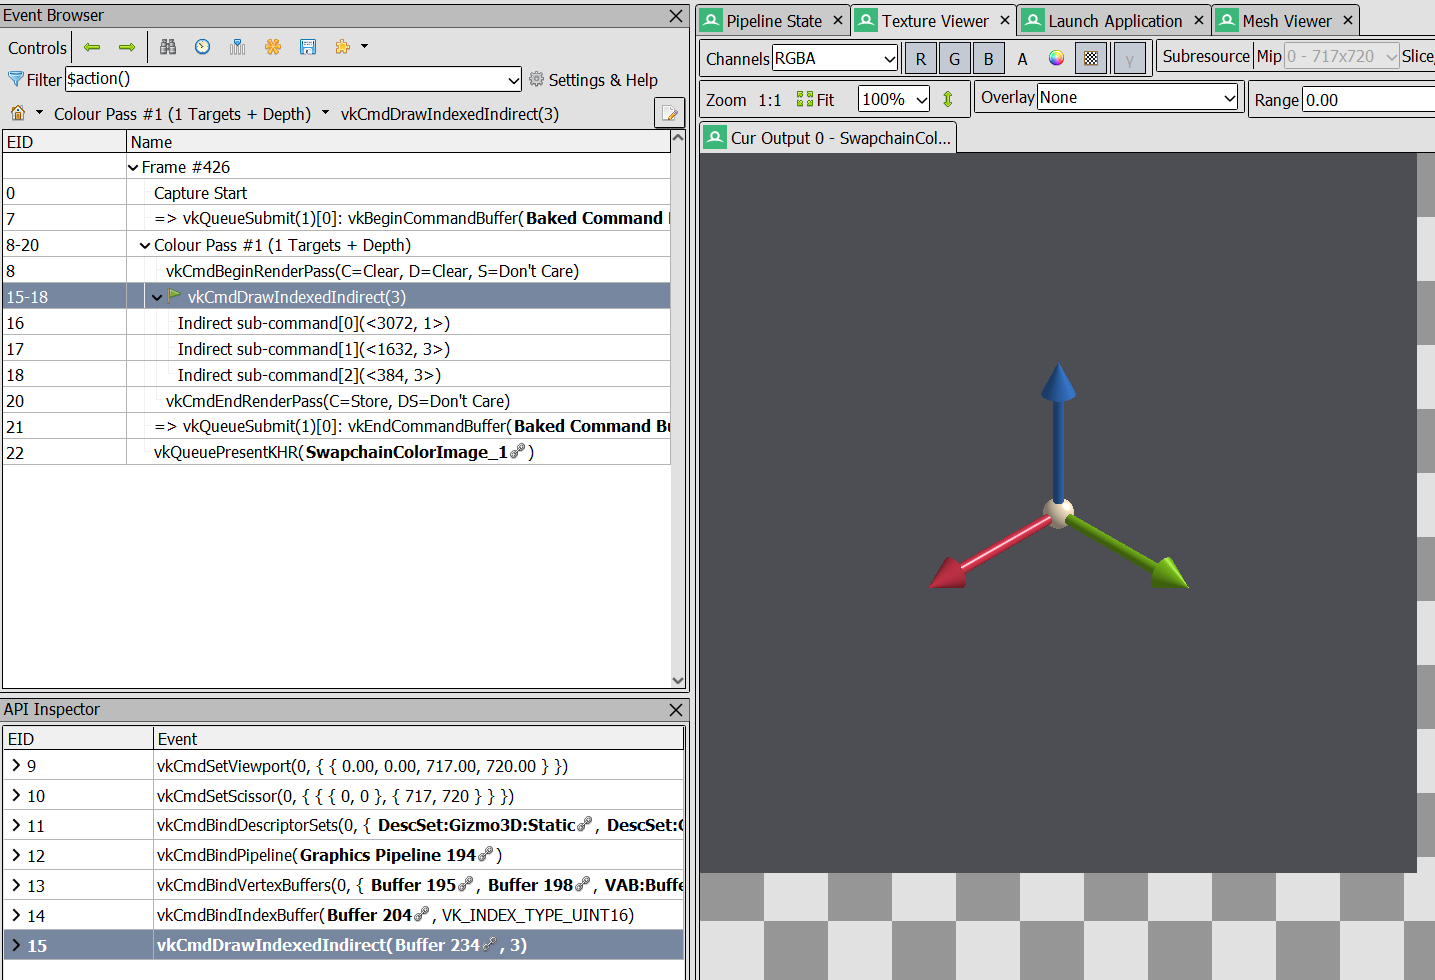 Event Browser
Controls
Filter $action() Settings & Help
Colour Pass #1 (1 Targets + Depth) vkCmdDrawIndexedIndirect(3)
EID Name
Frame #426
0 Capture Start
7 => vkQueueSubmit(1)[0]: vkBeginCommandBuffer(Baked Command
8-20 Colour Pass #1 (1 Targets + Depth)
8 vkCmdBeginRenderPass(C=Clear, D=Clear, S=Don't Care)
15-18 vkCmdDrawIndexedIndirect(3)
16 Indirect sub-command[0](<3072, 1>)
17 Indirect sub-command[1](<1632, 3>)
18 Indirect sub-command[2](<384, 3>)
20 vkCmdEndRenderPass(C=Store, DS=Don't Care)
21 => vkQueueSubmit(1)[0]: vkEndCommandBuffer(Baked Command Bu
22 vkQueuePresentKHR(SwapchainColorImage_1)
API Inspector
EID Event
9 vkCmdSetViewport(0, { { 0.00, 0.00, 717.00, 720.00 } })
10 vkCmdSetScissor(0, { { { 0, 0 }, { 717, 720 } } })
11 vkCmdBindDescriptorSets(0, { DescSet:Gizmo3D:Static, DescSet:G
12 vkCmdBindPipeline(Graphics Pipeline 194)
13 vkCmdBindVertexBuffers(0, { Buffer 195, Buffer 198, VAB:Buffe
14 vkCmdBindIndexBuffer(Buffer 204, VK_INDEX_TYPE_UINT16)
15 vkCmdDrawIndexedIndirect(Buffer 234, 3)
Pipeline State Texture Viewer Launch Application Mesh Viewer
Channels RGBA R G B A γ Subresource Mip 0 - 717x720 Slice/
Zoom 1:1 Fit 100% Overlay None Range 0.00
Cur Output 0 - SwapchainCol...